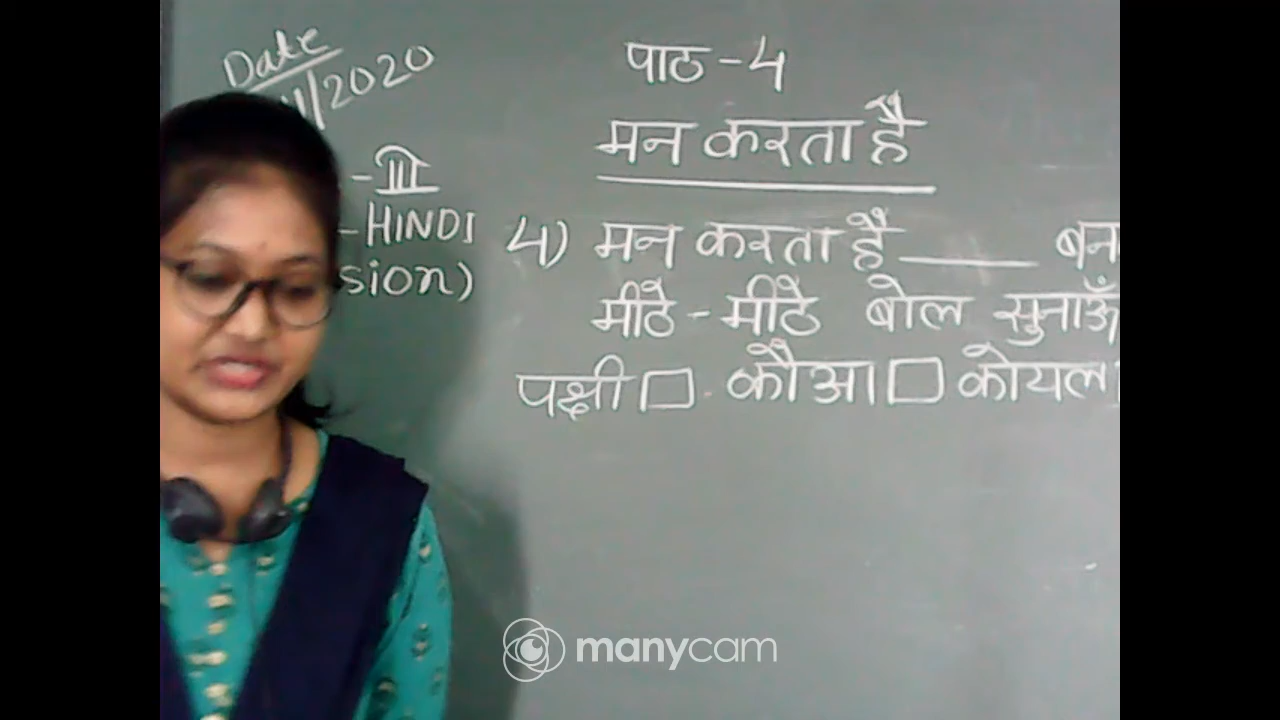 Date
/2020
- III
- HINDI
sion)
पाठ - 4
मन करता है
4) मन करता है ____ बन
मीठे - मीठे बोल सुनाऊँ
पक्षी □ कौआ □ कोयल
manycam